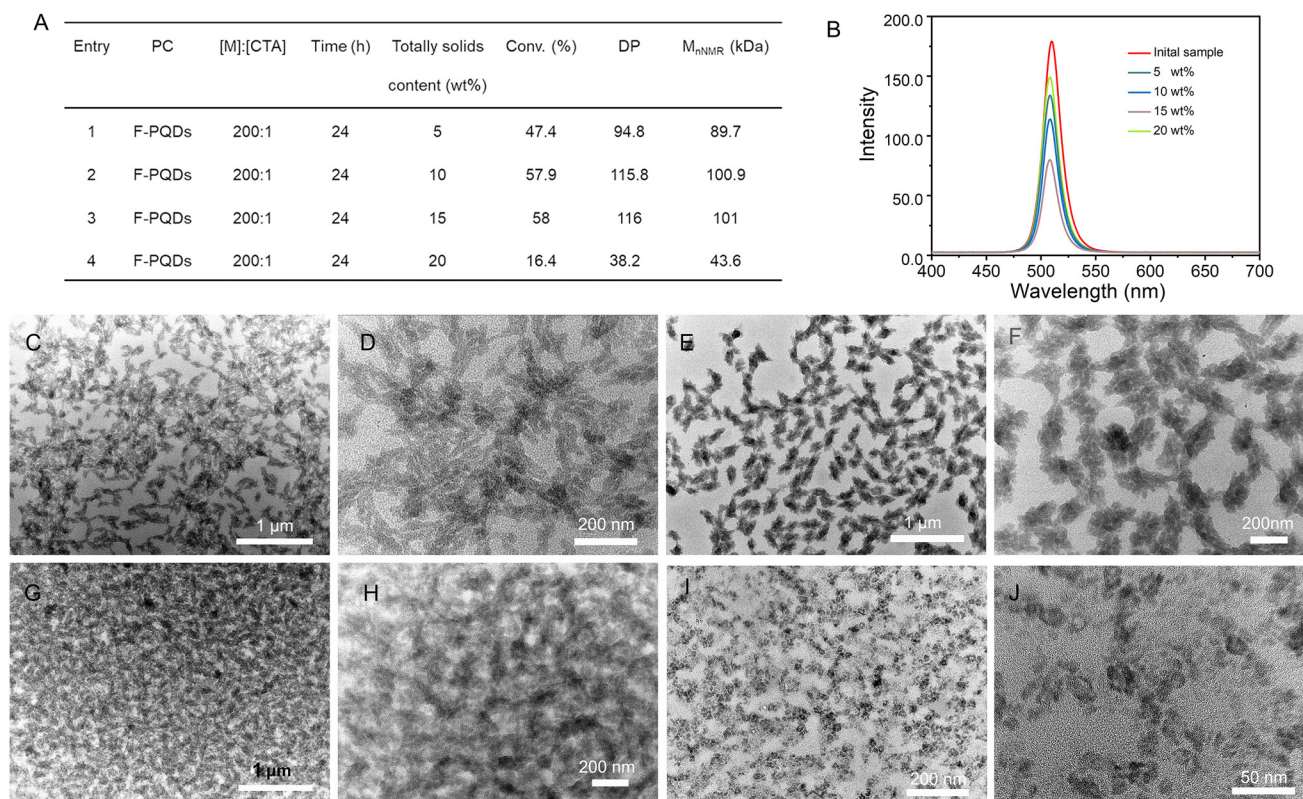 A
Entry PC [M]:[CTA] Time (h) Totally solids content (wt%) Conv. (%) DP MnNMR (kDa)
1 F-PQDs 200:1 24 5 47.4 94.8 89.7
2 F-PQDs 200:1 24 10 57.9 115.8 100.9
3 F-PQDs 200:1 24 15 58 116 101
4 F-PQDs 200:1 24 20 16.4 38.2 43.6
B
200.0
150.0
100.0
50.0
0.0
Intensity
Inital sample
5 wt%
10 wt%
15 wt%
20 wt%
400 450 500 550 600 650 700
Wavelength (nm)
C
1 µm
D
200 nm
E
1 µm
F
200nm
G
1 µm
H
200 nm
I
200 nm
J
50 nm